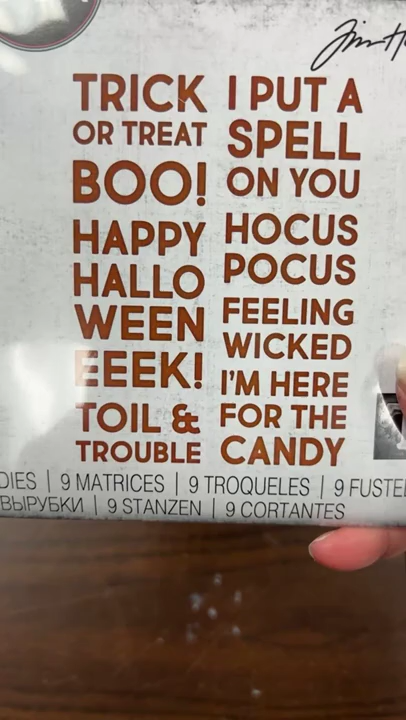 TRICK
OR TREAT
BOO!
HAPPY
HALLO
WEEN
EEEK!
TOIL &
TROUBLE
I PUT A
SPELL
ON YOU
HOCUS
POCUS
FEELING
WICKED
I'M HERE
FOR THE
CANDY
DIES | 9 MATRICES | 9 TROQUELES | 9
ВЫРУБКИ | 9 STANZEN | 9 CORTANTES